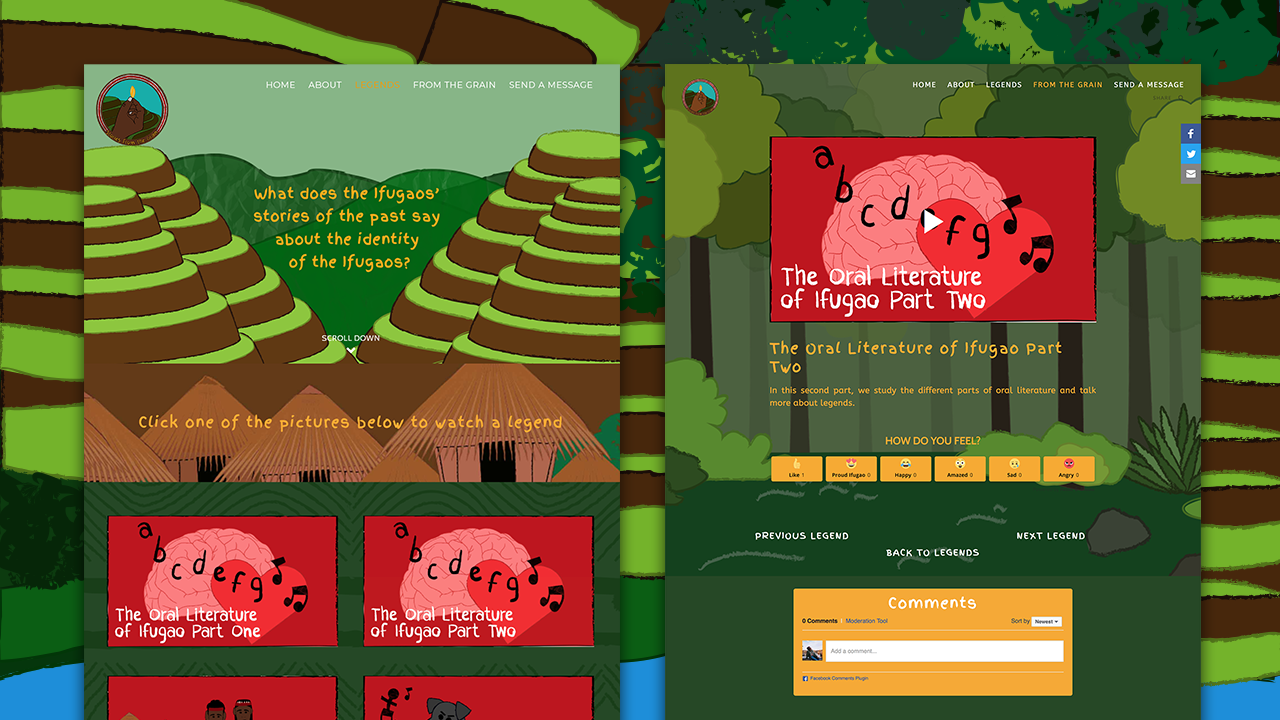 HOME ABOUT LEGENDS FROM THE GRAIN SEND A MESSAGE
What does the Ifugaos'
stories of the past say
about the identity
of the Ifugaos?
SCROLL DOWN
Click one of the pictures below to watch a legend
a b c d e f g
The Oral Literature
of Ifugao Part One
a b c d e f g
The Oral Literature
of Ifugao Part Two
HOME ABOUT LEGENDS FROM THE GRAIN SEND A MESSAGE
SHARE
a b c d e f g
The Oral Literature
of Ifugao Part Two
The Oral Literature of Ifugao Part
Two
In this second part, we study the different parts of oral literature and talk
more about legends.
HOW DO YOU FEEL?
Like 1 Proud Ifugao 0 Happy 0 Amazed 0 Sad 0 Angry 0
PREVIOUS LEGEND
NEXT LEGEND
BACK TO LEGENDS
Comments
0 Comments Moderation Tool Sort by Newest
Add a comment...
Facebook Comments Plugin